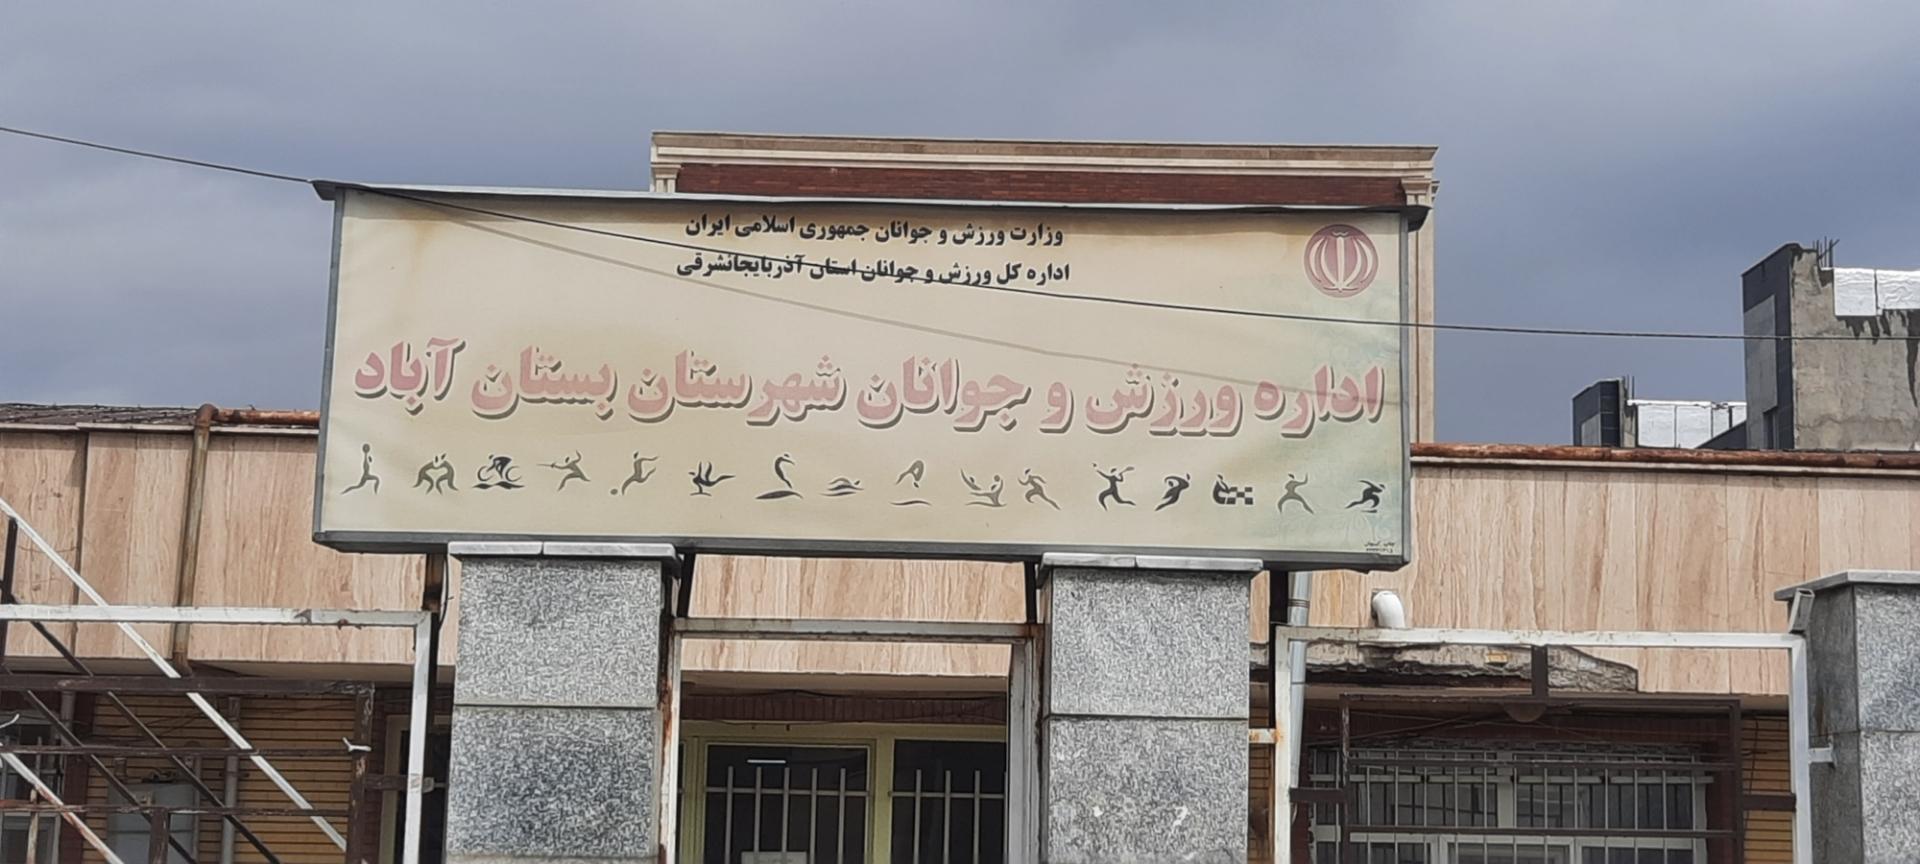 وزارت ورزش و جوانان جمهوری اسلامی ایران
اداره کل ورزش و جوانان استان آذربایجانشرقی
اداره ورزش و جوانان شهرستان بستان آباد